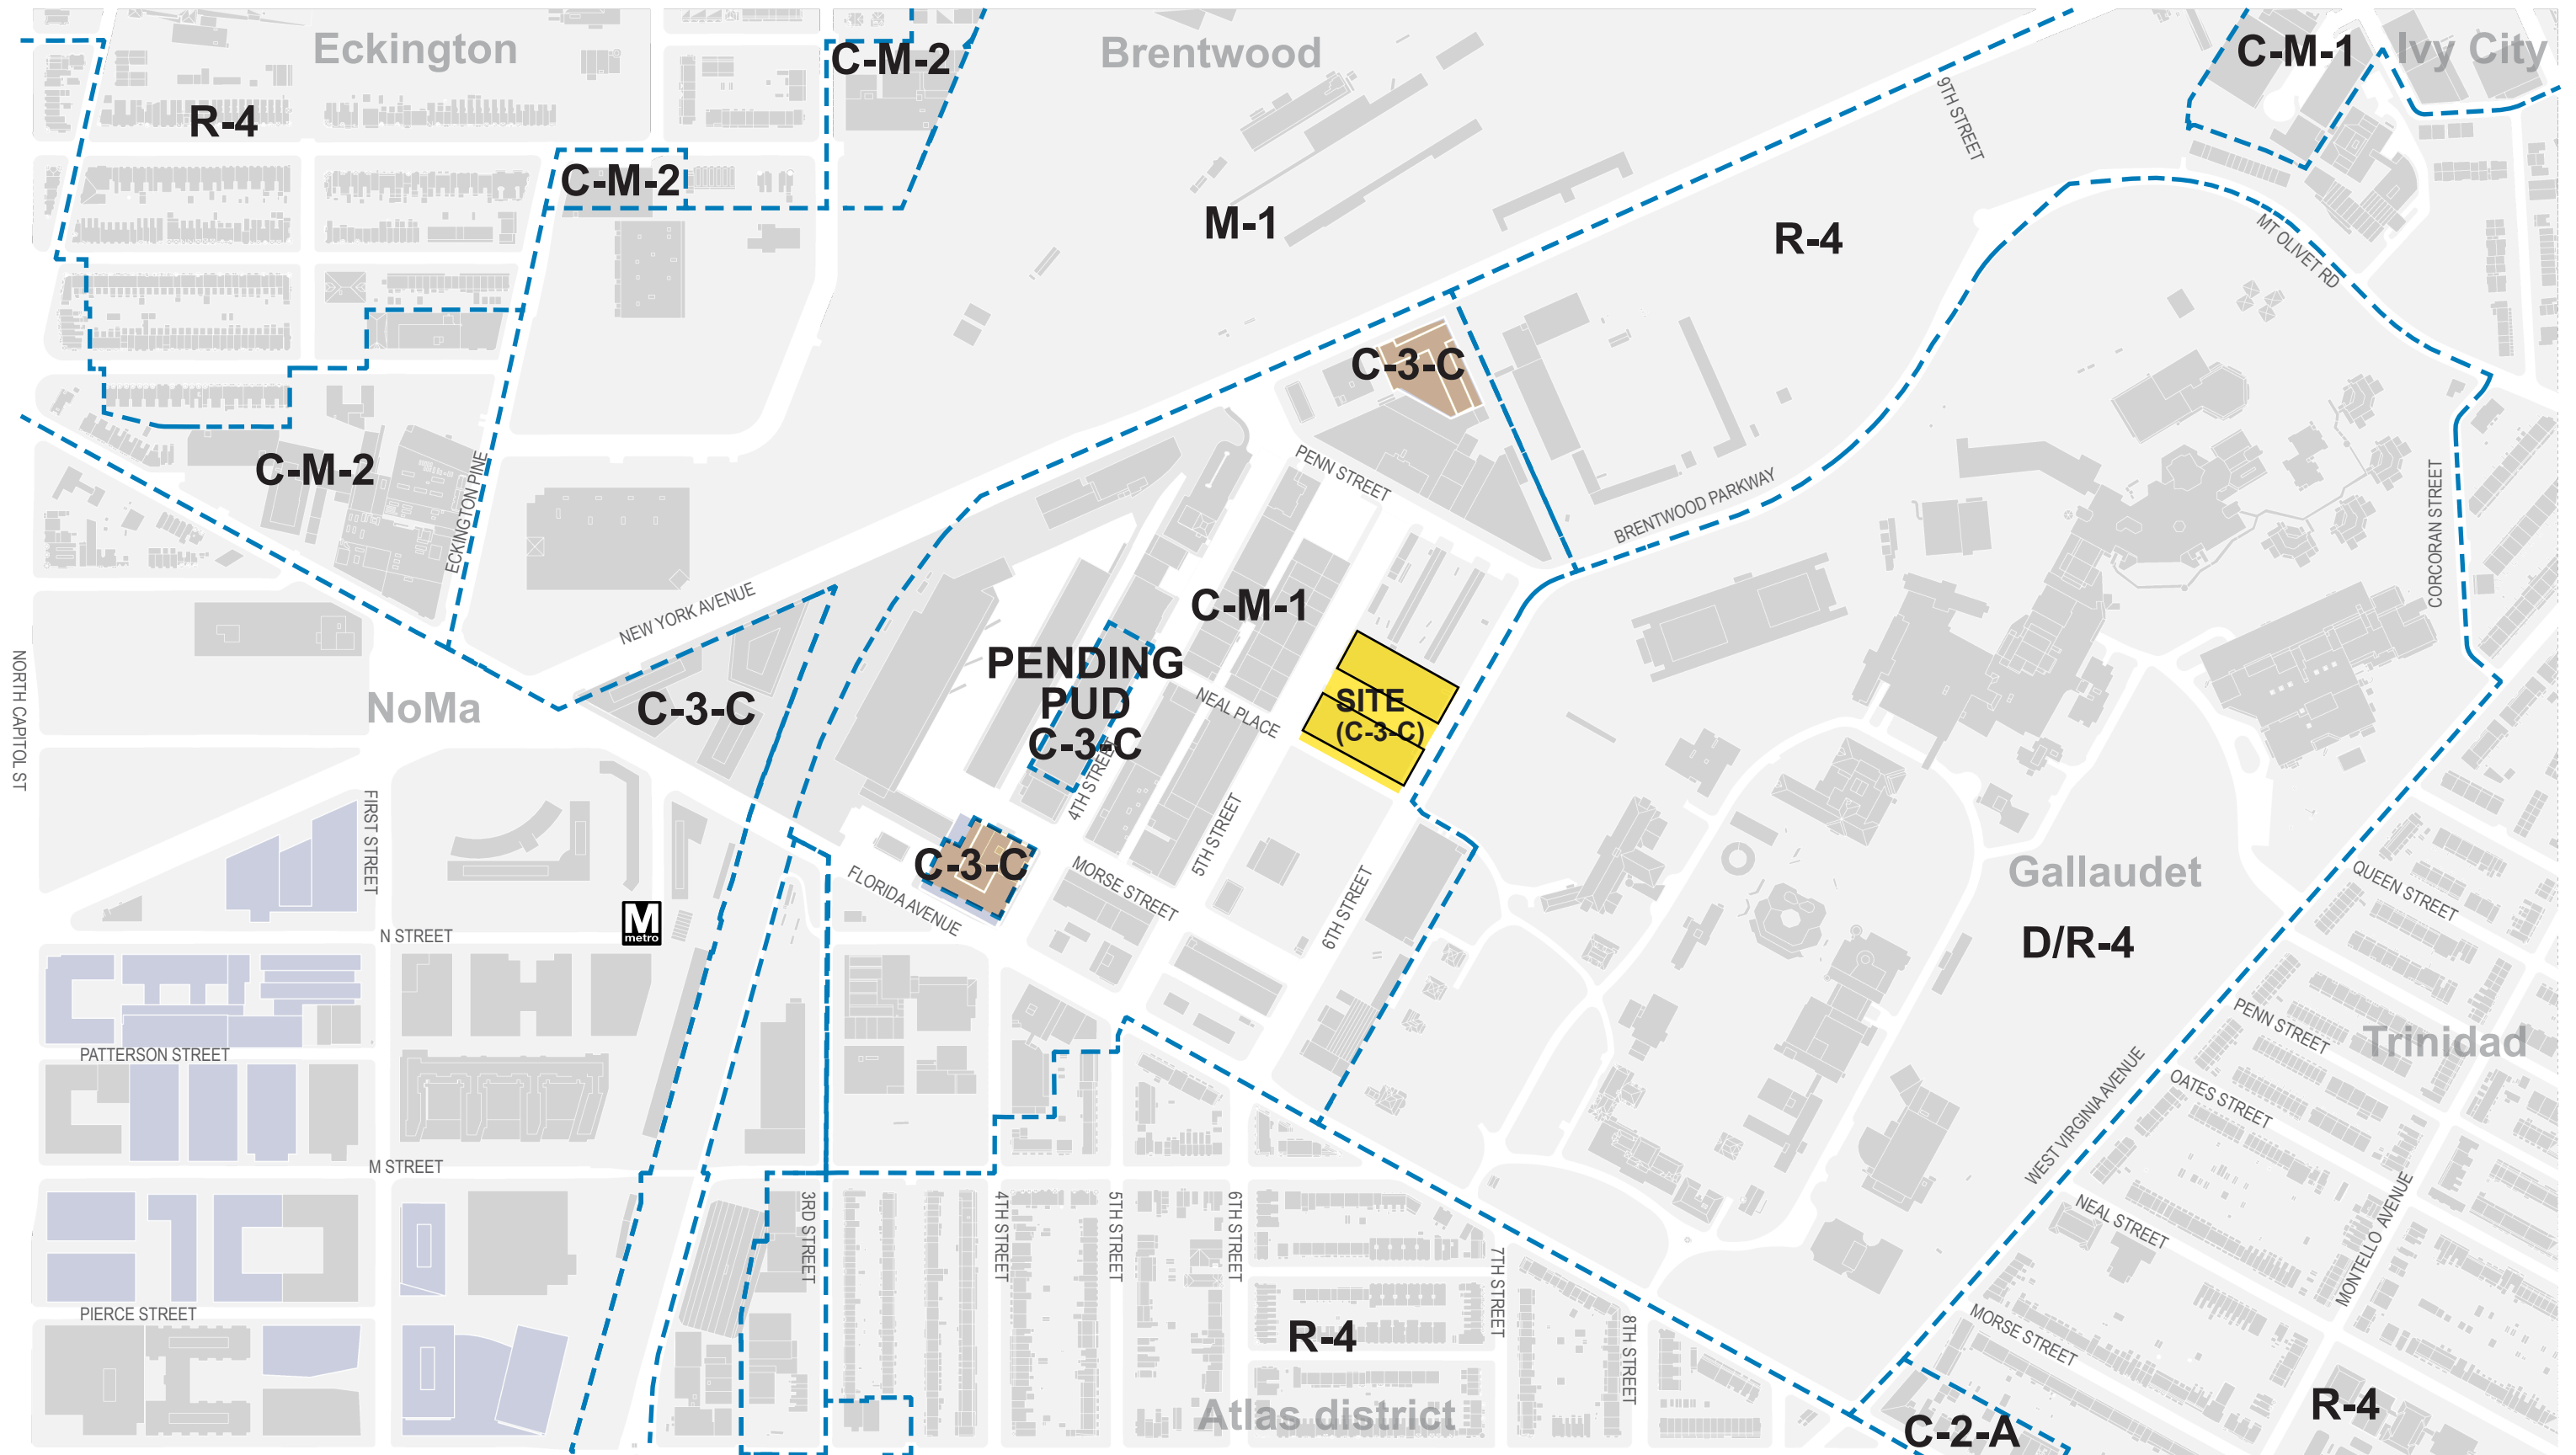 Eckington
C-M-2
Brentwood
C-M-1
Ivy City
R-4
9TH STREET
C-M-2
M-1
R-4
MT OLIVET RD
C-3-C
C-M-2
ECKINGTON PINE
PENN STREET
BRENTWOOD PARKWAY
CORCORAN STREET
NEW YORK AVENUE
C-M-1
PENDING
PUD
C-3-C
NORTH CAPITOL ST
NoMa
C-3-C
NEAL PLACE
SITE
(C-3-C)
4TH STREET
FIRST STREET
5TH STREET
C-3-C
MORSE STREET
FLORIDA AVENUE
6TH STREET
Gallaudet
D/R-4
QUEEN STREET
M
metro
N STREET
PENN STREET
Trinidad
PATTERSON STREET
WEST VIRGINIA AVENUE
OATES STREET
M STREET
3RD STREET
4TH STREET
5TH STREET
6TH STREET
7TH STREET
NEAL STREET
MONTELLO AVENUE
PIERCE STREET
R-4
8TH STREET
MORSE STREET
Atlas district
C-2-A
R-4